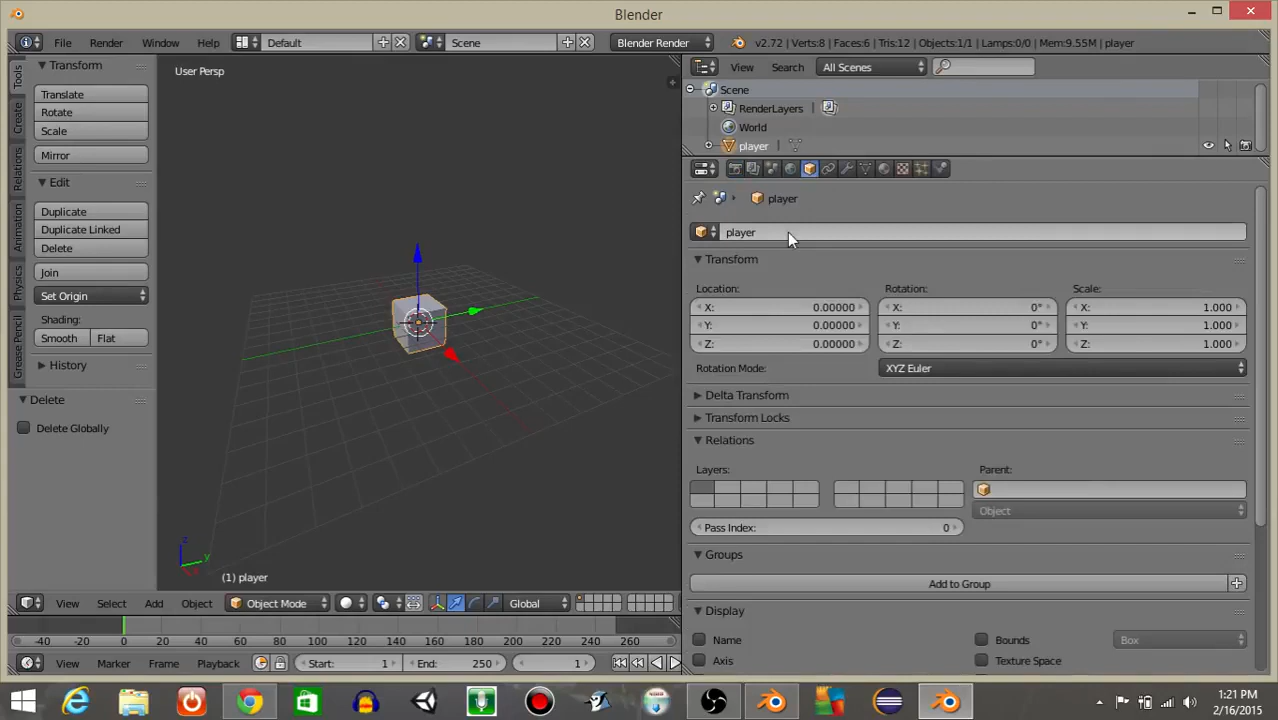 Blender
File Render Window Help Default Scene Blender Render v2.72 | Verts:8 | Faces:6 | Tris:12 | Objects:1/1 | Lamps:0/0 | Mem:9.55M | player
Tools
Create
Relations
Animation
Physics
Grease Pencil
Transform
Translate
Rotate
Scale
Mirror
Edit
Duplicate
Duplicate Linked
Delete
Join
Set Origin
Shading:
Smooth Flat
History
Delete
Delete Globally
User Persp
z
y
(1) player
View Select Add Object Object Mode Global
-40 -20 0 20 40 60 80 100 120 140 160 180 200 220 240 260
View Marker Frame Playback Start: 1 End: 250 1
View Search All Scenes
Scene
RenderLayers |
World
player |
player
player
Transform
Location: Rotation: Scale:
X: 0.00000 X: 0° X: 1.000
Y: 0.00000 Y: 0° Y: 1.000
Z: 0.00000 Z: 0° Z: 1.000
Rotation Mode: XYZ Euler
Delta Transform
Transform Locks
Relations
Layers: Parent:
Object
Pass Index: 0
Groups
Add to Group
Display
Name Bounds Box
Axis Texture Space
1:21 PM
2/16/2015